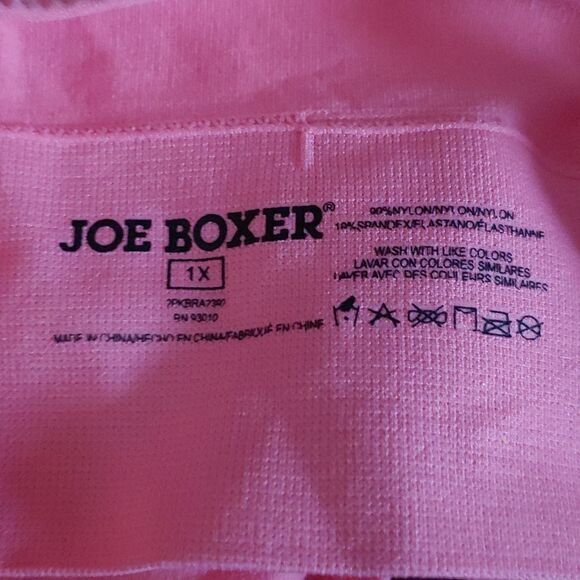 JOE BOXER®
1X
RN 93010
MADE IN CHINA/HECHO EN CHINA/FABRIQUÉ EN CHINE
90%NYLON/NYLON/NYLON
10%SPANDEX/ELASTANO/ÉLASTHANNE
WASH WITH LIKE COLORS
LAVAR CON COLORES SIMILARES
LAVER AVEC DES COULEURS SIMILAIRES